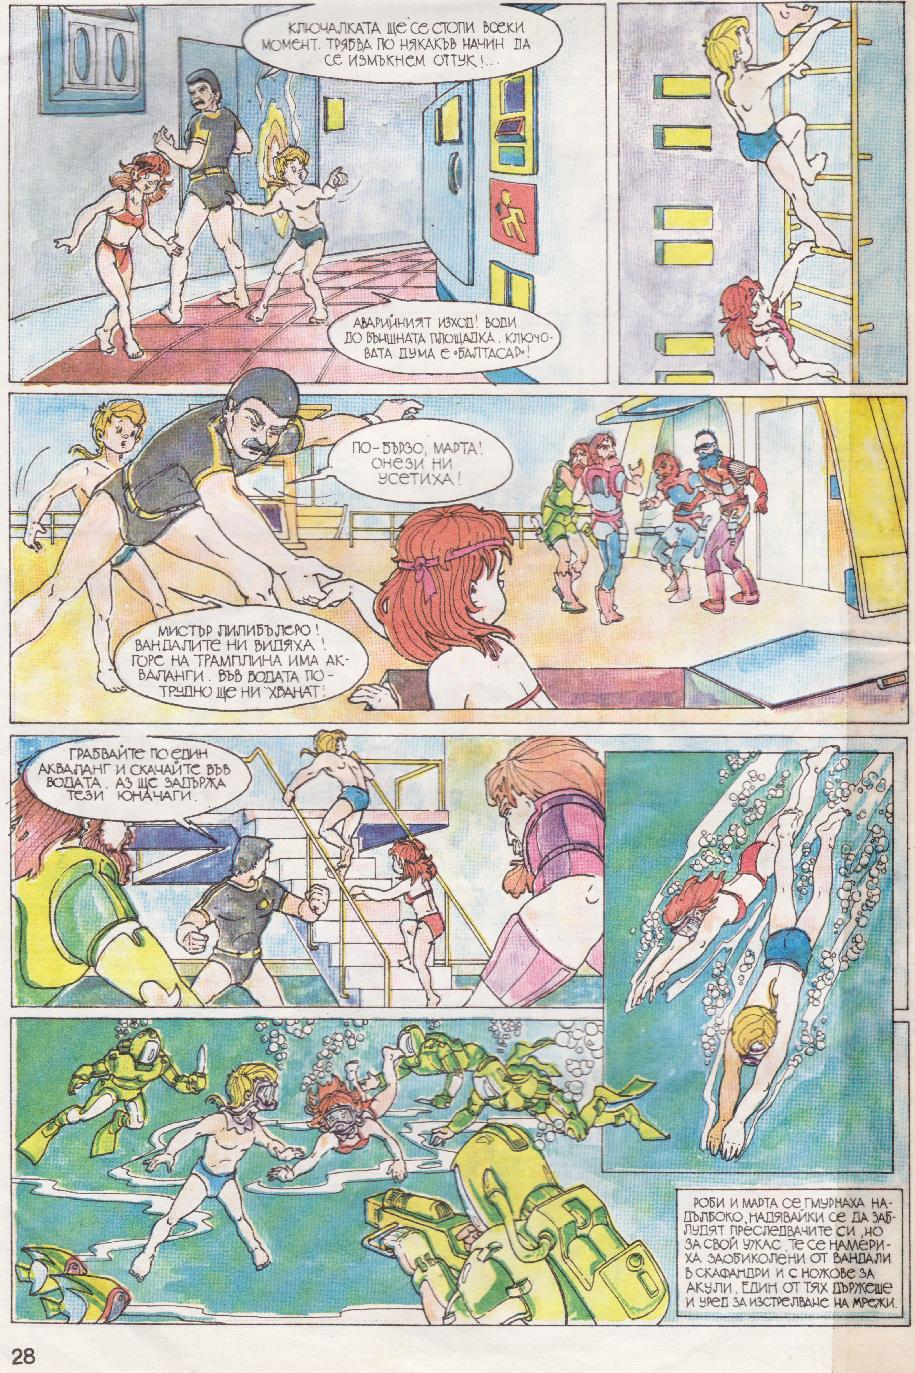 КЛЮЧАЛКАТА ЩЕ СЕ СТОПИ ВСЕКИ
МОМЕНТ. ТРЯБВА ПО НЯКАКЪВ НАЧИН ДА
СЕ ИЗМЪКНЕМ ОТТУК!...
АВАРИЙНИЯТ ИЗХОД! ВОДИ
ДО ВЪНШНАТА ПЛОЩАДКА. КЛЮЧО-
ВАТА ДУМА Е «БАЛТАСАР»!
ПО-БЪРЗО, МАРТА!
ОНЕЗИ НИ
УСЕТИХА!
МИСТЪР ЛИЛИБЪЛЕРО!
ВАНДАЛИТЕ НИ ВИДЯХА!
ГОРЕ НА ТРАМПЛИНА ИМА АК-
ВАЛАНГИ. ВЪВ ВОДАТА ПО-
ТРУДНО ЩЕ НИ ХВАНАТ!
ГРАБВАЙТЕ ПО ЕДИН
АКВАЛАНГ И СКАЧАЙТЕ ВЪВ
ВОДАТА. АЗ ЩЕ ЗАДЪРЖА
ТЕЗИ ЮНАЧАГИ.
РОБИ И МАРТА СЕ ГМУРНАХА НА-
ДЪЛБОКО, НАДЯВАЙКИ СЕ ДА ЗАБ-
ЛУДЯТ ПРЕСЛЕДВАЧИТЕ СИ, НО
ЗА СВОЙ УЖАС, ТЕ СЕ НАМЕРИ-
ХА ЗАОБИКОЛЕНИ ОТ ВАНДАЛИ
В СКАФАНДРИ И С НОЖОВЕ ЗА
АКУЛИ. ЕДИН ОТ ТЯХ ДЪРЖЕШЕ
И УРЕД ЗА ИЗСТРЕЛВАНЕ НА МРЕЖИ.
28